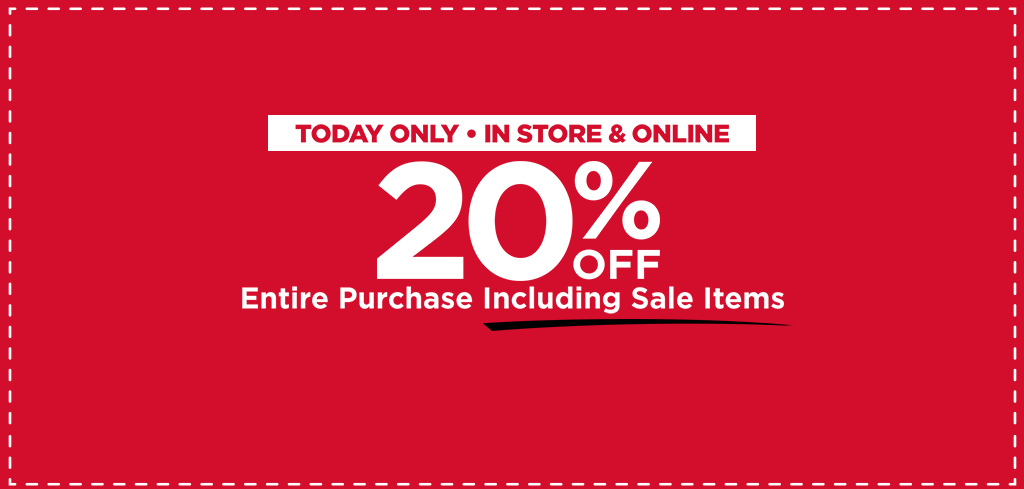 TODAY ONLY • IN STORE & ONLINE
20% OFF
Entire Purchase Including Sale Items